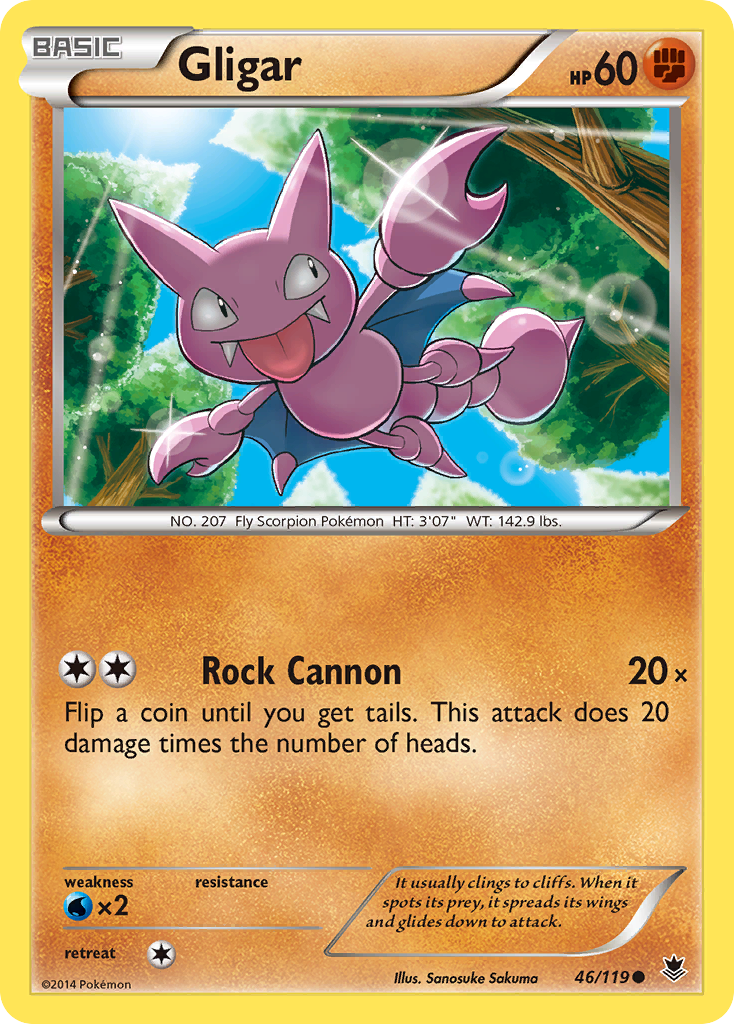 BASIC
Gligar
HP60
NO. 207 Fly Scorpion Pokémon HT: 3'07" WT: 142.9 lbs.
Rock Cannon 20×
Flip a coin until you get tails. This attack does 20
damage times the number of heads.
weakness resistance
×2
It usually clings to cliffs. When it
spots its prey, it spreads its wings
and glides down to attack.
retreat
©2014 Pokémon
Illus. Sanosuke Sakuma
46/119